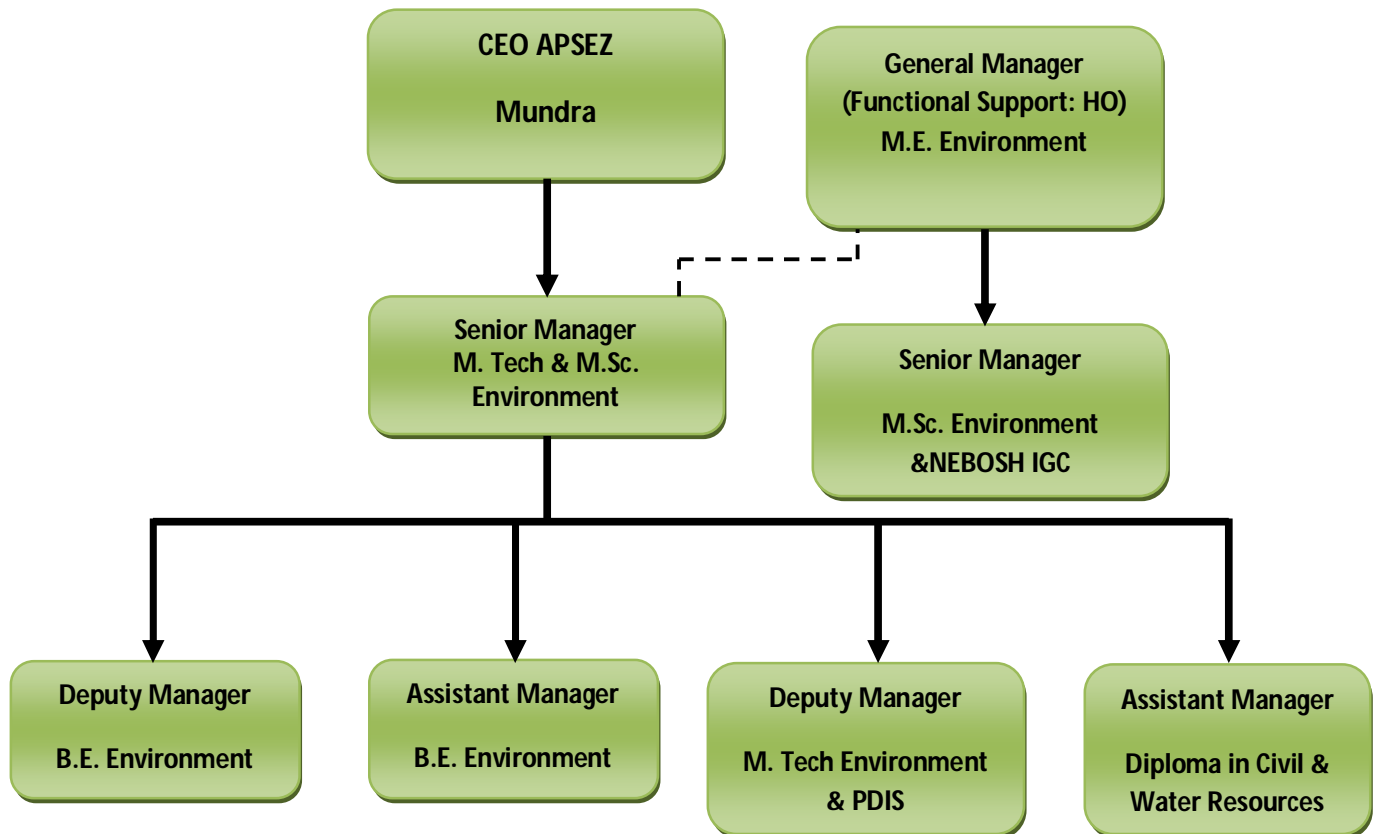 CEO APSEZ
Mundra
General Manager
(Functional Support: HO)
M.E. Environment
Senior Manager
M. Tech & M.Sc.
Environment
Senior Manager
M.Sc. Environment
&NEBOSH IGC
Deputy Manager
B.E. Environment
Assistant Manager
B.E. Environment
Deputy Manager
M. Tech Environment
& PDIS
Assistant Manager
Diploma in Civil &
Water Resources